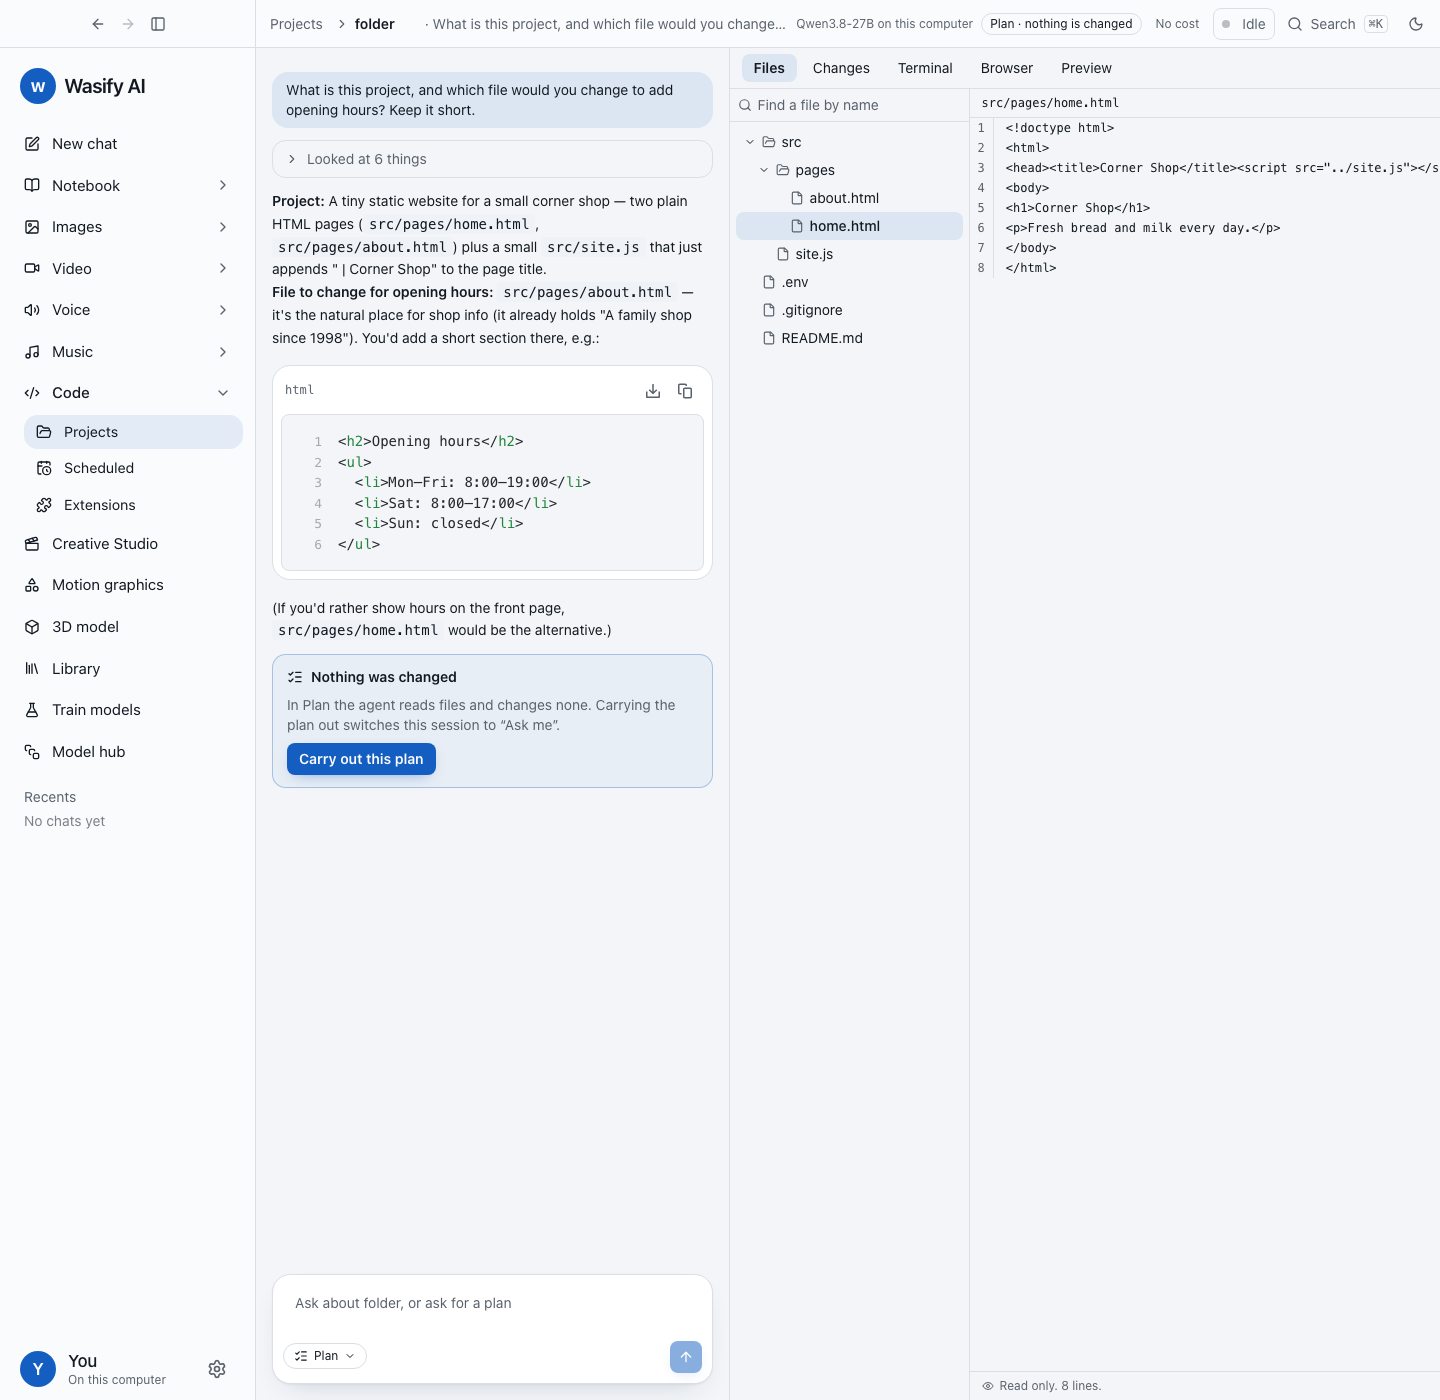 Projects
folder
· What is this project, and which file would you change...
Qwen3.8-27B on this computer
Plan · nothing is changed
No cost
Idle
Search
⌘K
W
Wasify AI
New chat
Notebook
Images
Video
Voice
Music
Code
Projects
Scheduled
Extensions
Creative Studio
Motion graphics
3D model
Library
Train models
Model hub
Recents
No chats yet
Y
You
On this computer
What is this project, and which file would you change to add
opening hours? Keep it short.
Looked at 6 things
Project: A tiny static website for a small corner shop — two plain
HTML pages ( src/pages/home.html ,
src/pages/about.html ) plus a small src/site.js that just
appends " | Corner Shop" to the page title.
File to change for opening hours: src/pages/about.html —
it's the natural place for shop info (it already holds "A family shop
since 1998"). You'd add a short section there, e.g.:
html
1 <h2>Opening hours</h2>
2 <ul>
3   <li>Mon–Fri: 8:00–19:00</li>
4   <li>Sat: 8:00–17:00</li>
5   <li>Sun: closed</li>
6 </ul>
(If you'd rather show hours on the front page,
src/pages/home.html would be the alternative.)
Nothing was changed
In Plan the agent reads files and changes none. Carrying the
plan out switches this session to “Ask me”.
Carry out this plan
Ask about folder, or ask for a plan
Plan
Files
Changes
Terminal
Browser
Preview
Find a file by name
src
pages
about.html
home.html
site.js
.env
.gitignore
README.md
src/pages/home.html
1 <!doctype html>
2 <html>
3 <head><title>Corner Shop</title><script src="../site.js"></s
4 <body>
5 <h1>Corner Shop</h1>
6 <p>Fresh bread and milk every day.</p>
7 </body>
8 </html>
Read only. 8 lines.